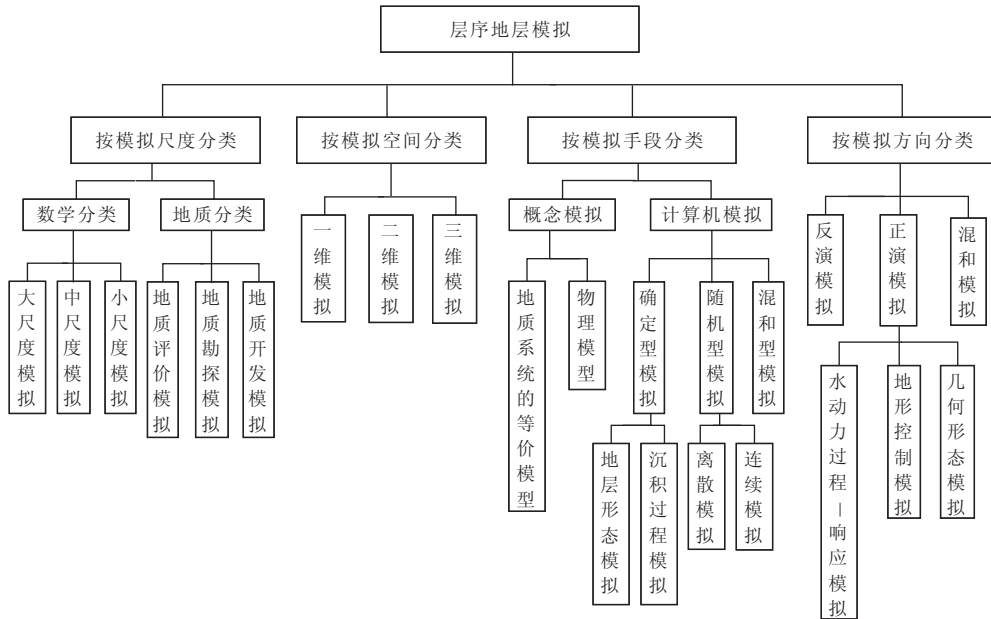 层序地层模拟
按模拟尺度分类
按模拟空间分类
按模拟手段分类
按模拟方向分类
数学分类
地质分类
概念模拟
计算机模拟
一维模拟
二维模拟
三维模拟
反演模拟
正演模拟
混和模拟
大尺度模拟
中尺度模拟
小尺度模拟
地质评价模拟
地质勘探模拟
地质开发模拟
地质系统的等价模型
物理模型
确定型模拟
随机型模拟
混和型模拟
水动力过程—响应模拟
地形控制模拟
几何形态模拟
地层形态模拟
沉积过程模拟
离散模拟
连续模拟